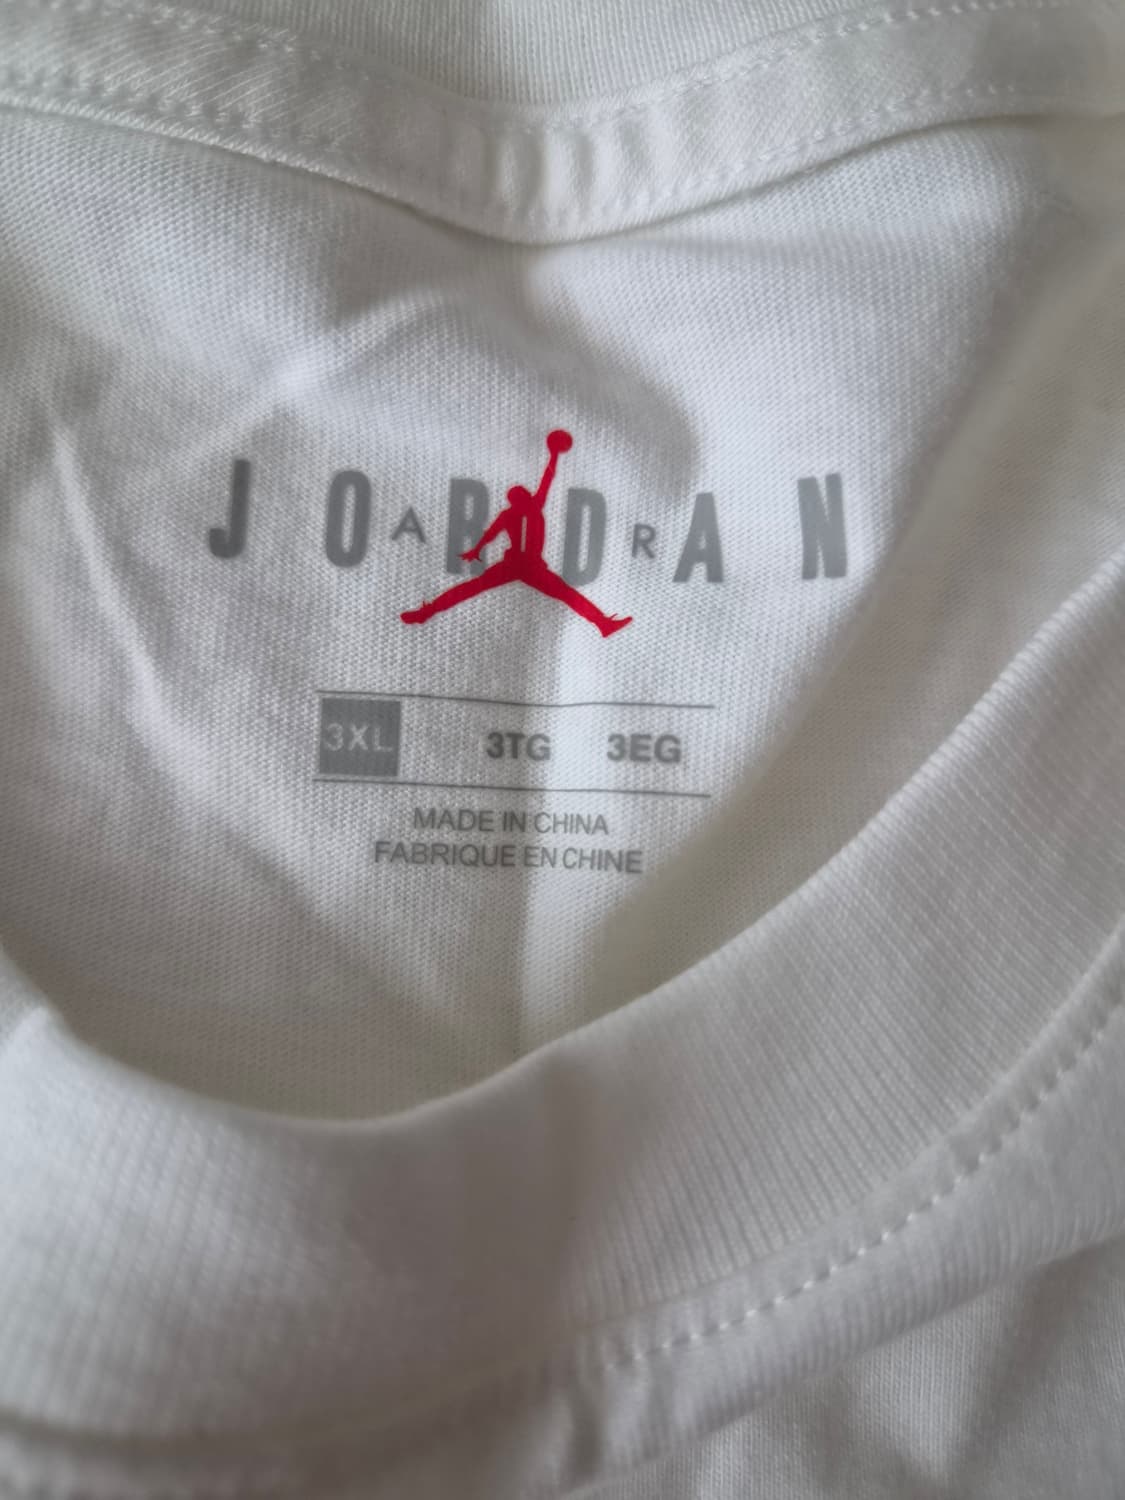 JORDAN
AIR
3XL 3TG 3EG
MADE IN CHINA
FABRIQUE EN CHINE